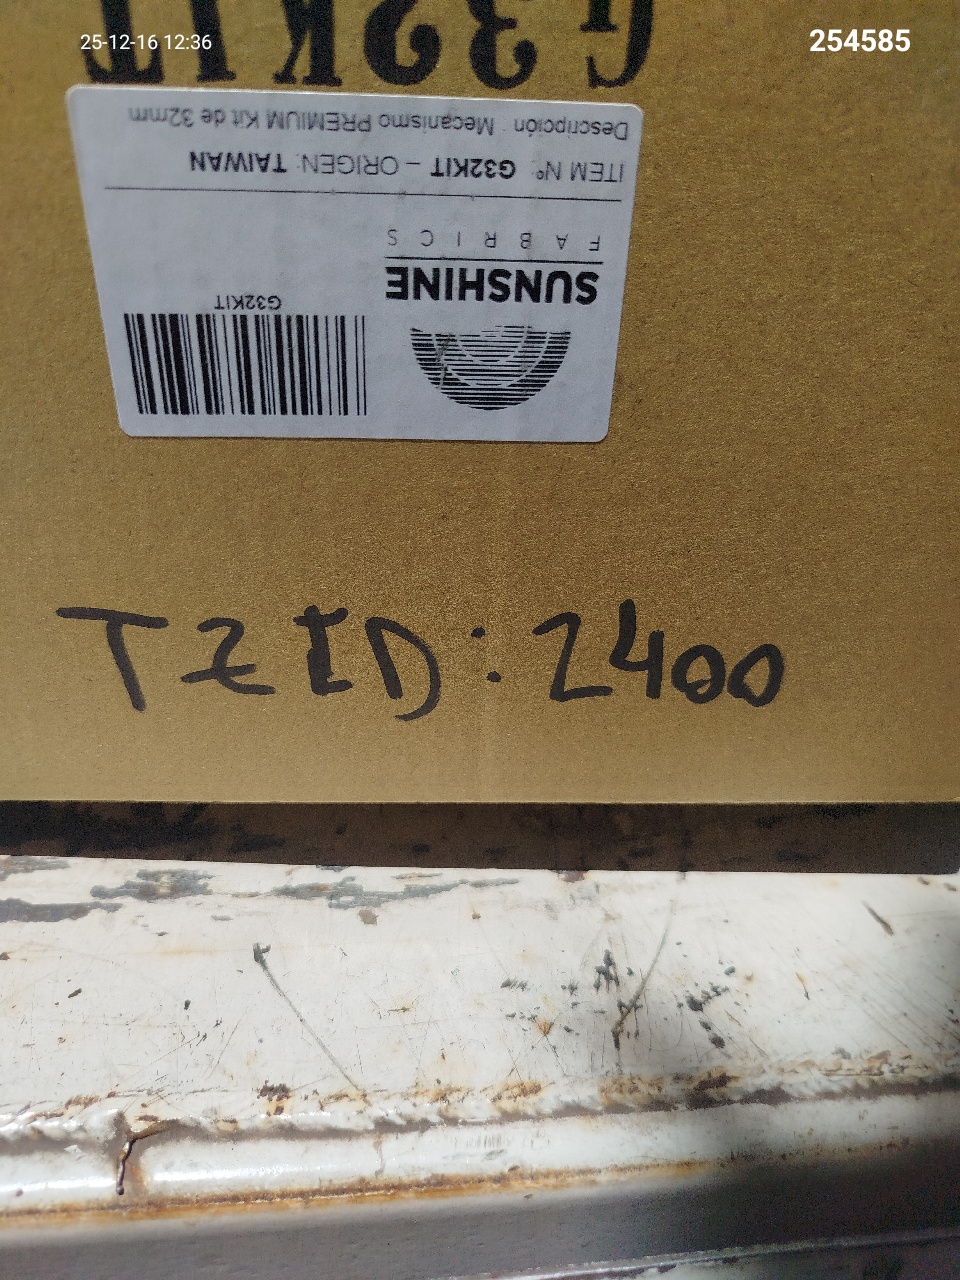 25-12-16 12:36
254585
G32KIT
Descripción : Mecanismo PREMIUM Kit de 32mm
ITEM Nº: G32KIT – ORIGEN: TAIWAN
FABRICS
SUNSHINE
G32KIT
TZID:2400